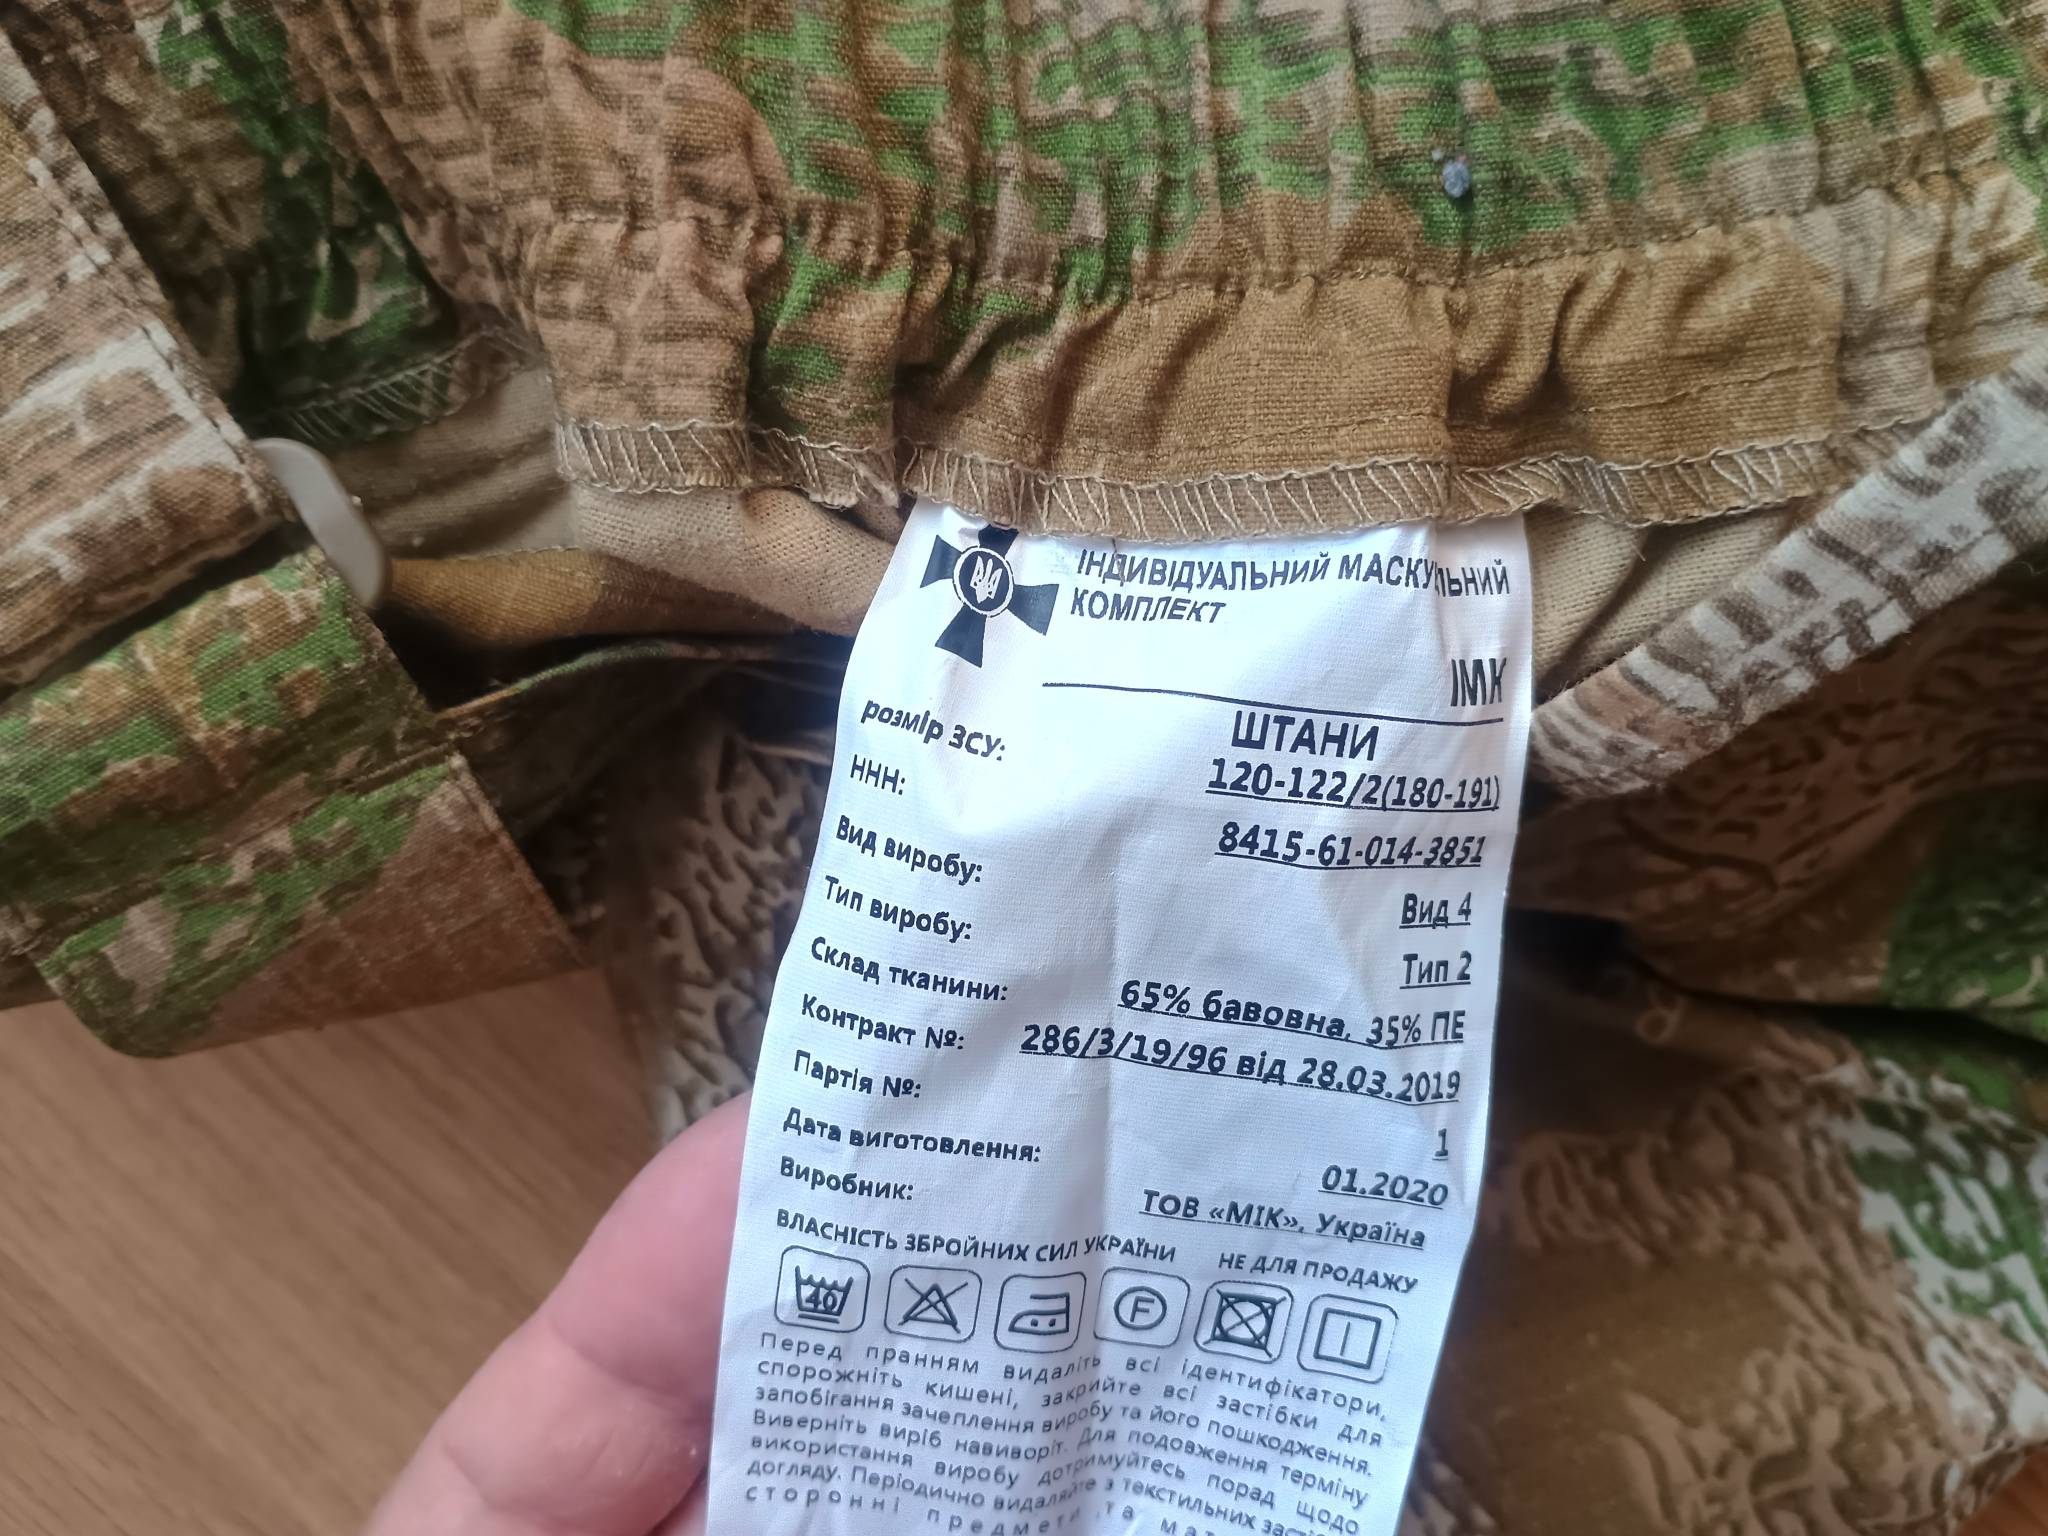 ІНДИВІДУАЛЬНИЙ МАСКУАЛЬНИЙ
КОМПЛЕКТ
ІМК
ШТАНИ
розмір ЗСУ: 120-122/2(180-191)
ННН: 8415-61-014-3851
Вид виробу: Вид 4
Тип виробу: Тип 2
Склад тканини: 65% бавовна, 35% ПЕ
Контракт №: 286/3/19/96 від 28.03.2019
Партія №: 1
Дата виготовлення: 01.2020
Виробник: ТОВ «МІК», Україна
ВЛАСНІСТЬ ЗБРОЙНИХ СИЛ УКРАЇНИ НЕ ДЛЯ ПРОДАЖУ
40 F
Перед пранням видаліть всі ідентифікатори,
спорожніть кишені, закрийте всі застібки для
запобігання зачеплення виробу та його пошкодження.
Виверніть виріб навиворіт. Для подовження терміну
використання виробу дотримуйтесь порад щодо
догляду. Періодично видаляйте з текстильних
сторонні предмети та